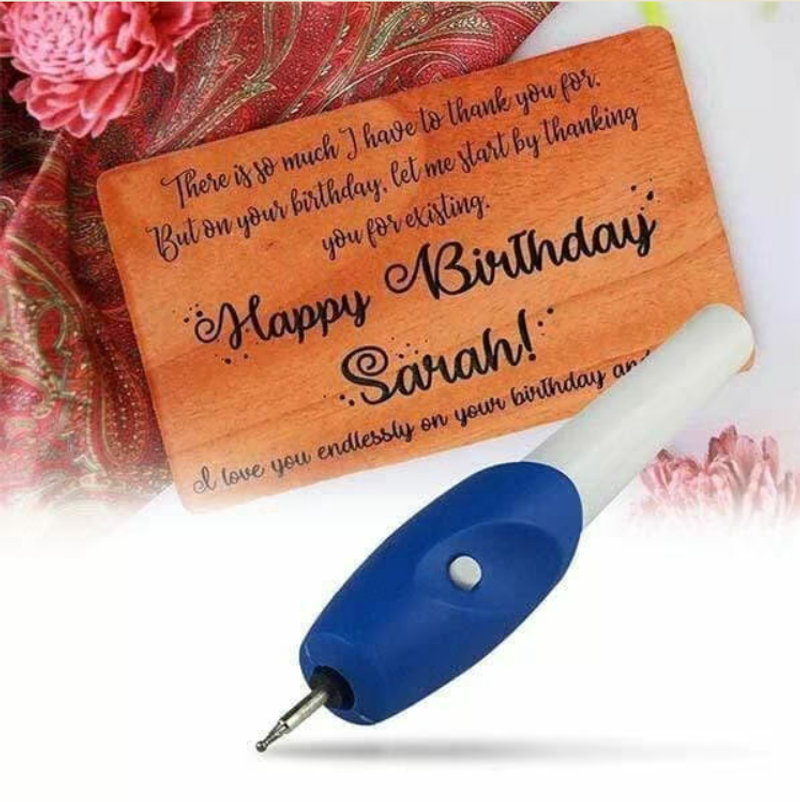 There is so much I have to thank you for.
But on your birthday, let me start by thanking
you for existing.
Happy Birthday
Sarah!
I love you endlessly on your birthday and